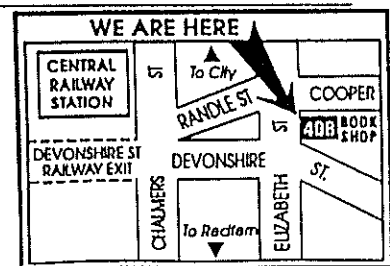 WE ARE HERE
CENTRAL
RAILWAY
STATION
ST
To City
RANDLE ST
ST
COOPER
408 BOOK
SHOP
DEVONSHIRE ST
RAILWAY EXIT
DEVONSHIRE
ST.
CHALMERS
To Redfern
ELIZABETH